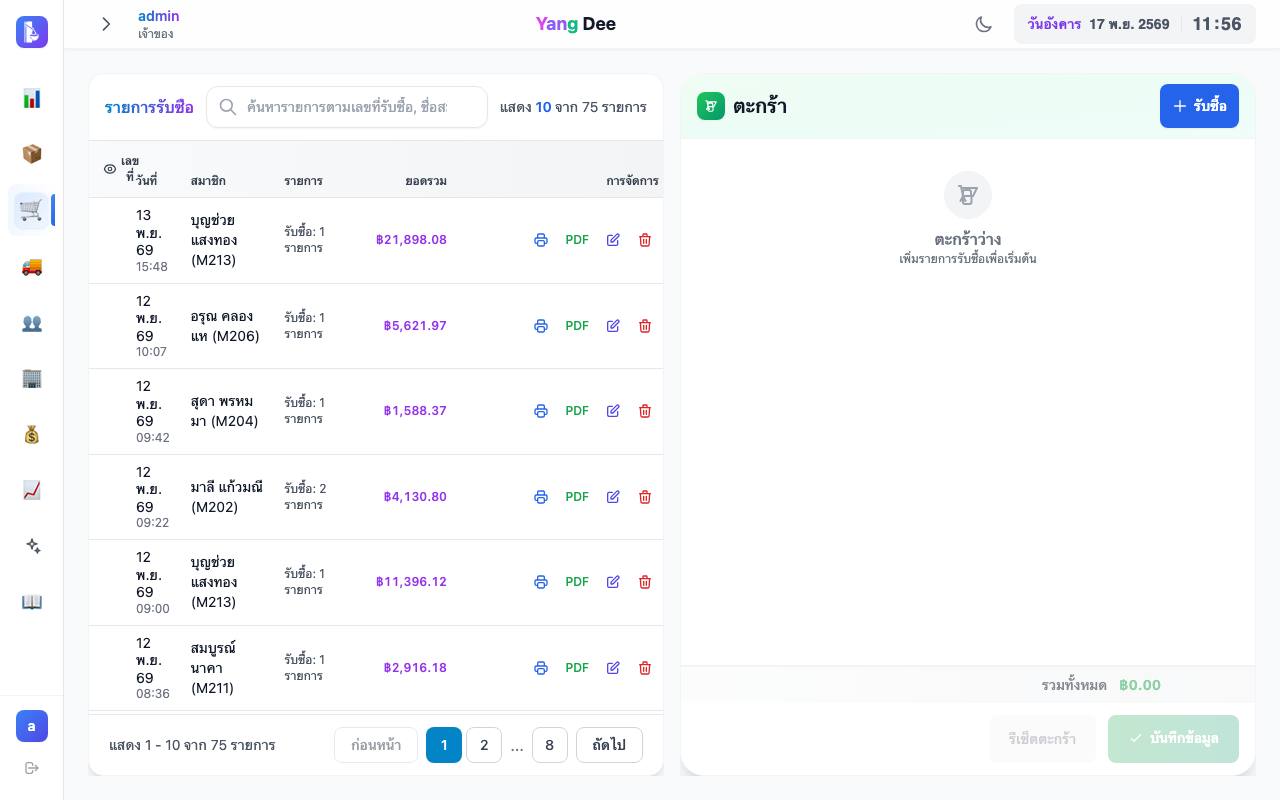 admin
เจ้าของ
Yang Dee
วันอังคาร 17 พ.ย. 2569 11:56
รายการรับซื้อ
ค้นหารายการตามเลขที่รับซื้อ, ชื่อส
แสดง 10 จาก 75 รายการ
เลขที่ วันที่ สมาชิก รายการ ยอดรวม การจัดการ
13 พ.ย. 69 15:48 บุญช่วย แสงทอง (M213) รับซื้อ: 1 รายการ ฿21,898.08 PDF
12 พ.ย. 69 10:07 อรุณ คลองแห (M206) รับซื้อ: 1 รายการ ฿5,621.97 PDF
12 พ.ย. 69 09:42 สุดา พรหมมา (M204) รับซื้อ: 1 รายการ ฿1,588.37 PDF
12 พ.ย. 69 09:22 มาลี แก้วมณี (M202) รับซื้อ: 2 รายการ ฿4,130.80 PDF
12 พ.ย. 69 09:00 บุญช่วย แสงทอง (M213) รับซื้อ: 1 รายการ ฿11,396.12 PDF
12 พ.ย. 69 08:36 สมบูรณ์ นาคา (M211) รับซื้อ: 1 รายการ ฿2,916.18 PDF
แสดง 1 - 10 จาก 75 รายการ
ก่อนหน้า 1 2 ... 8 ถัดไป
ตะกร้า
รับซื้อ
ตะกร้าว่าง
เพิ่มรายการรับซื้อเพื่อเริ่มต้น
รวมทั้งหมด ฿0.00
รีเซ็ตตะกร้า
บันทึกข้อมูล
a